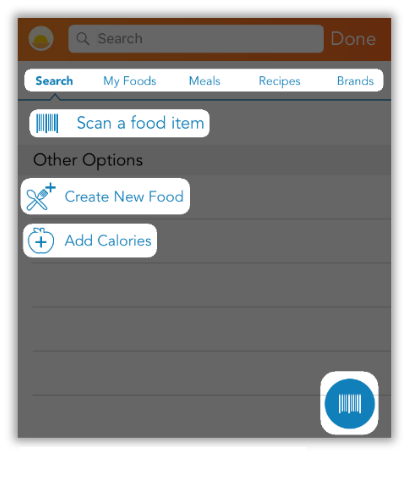 Search Done
Search My Foods Meals Recipes Brands
Scan a food item
Other Options
Create New Food
Add Calories